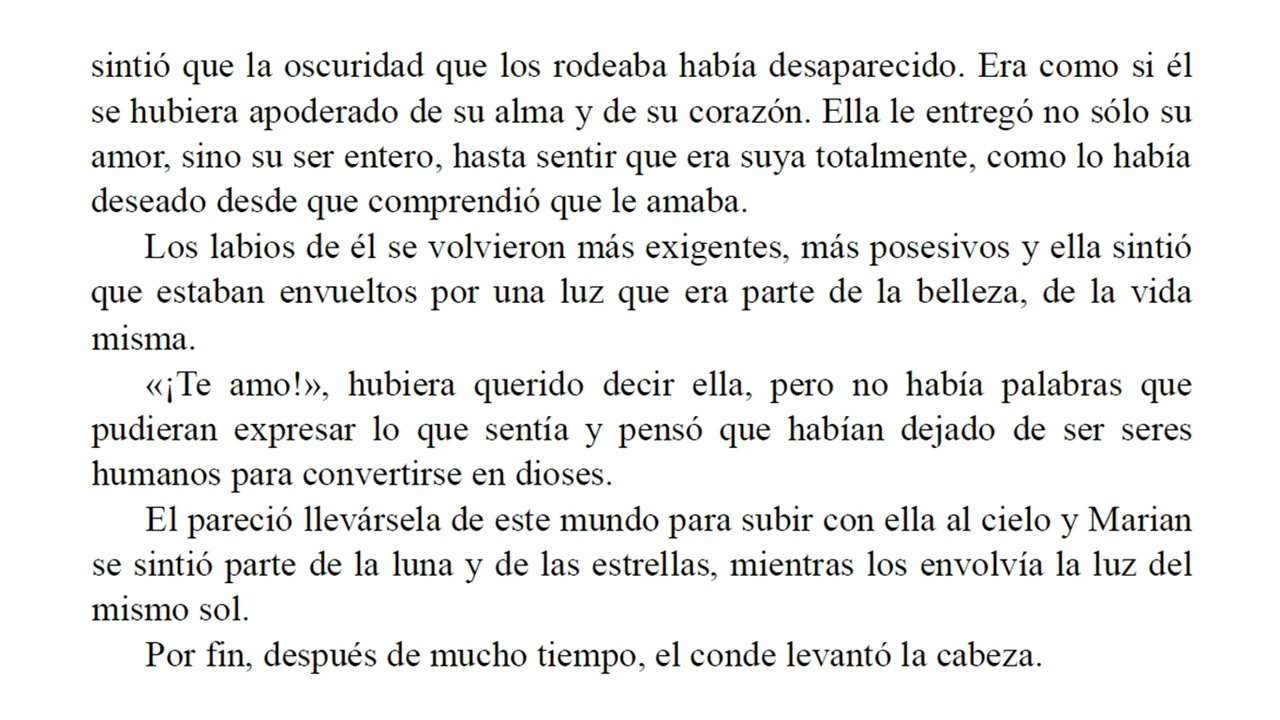 sintió que la oscuridad que los rodeaba había desaparecido. Era como si él
se hubiera apoderado de su alma y de su corazón. Ella le entregó no sólo su
amor, sino su ser entero, hasta sentir que era suya totalmente, como lo había
deseado desde que comprendió que le amaba.
Los labios de él se volvieron más exigentes, más posesivos y ella sintió
que estaban envueltos por una luz que era parte de la belleza, de la vida
misma.
«¡Te amo!», hubiera querido decir ella, pero no había palabras que
pudieran expresar lo que sentía y pensó que habían dejado de ser seres
humanos para convertirse en dioses.
El pareció llevársela de este mundo para subir con ella al cielo y Marian
se sintió parte de la luna y de las estrellas, mientras los envolvía la luz del
mismo sol.
Por fin, después de mucho tiempo, el conde levantó la cabeza.